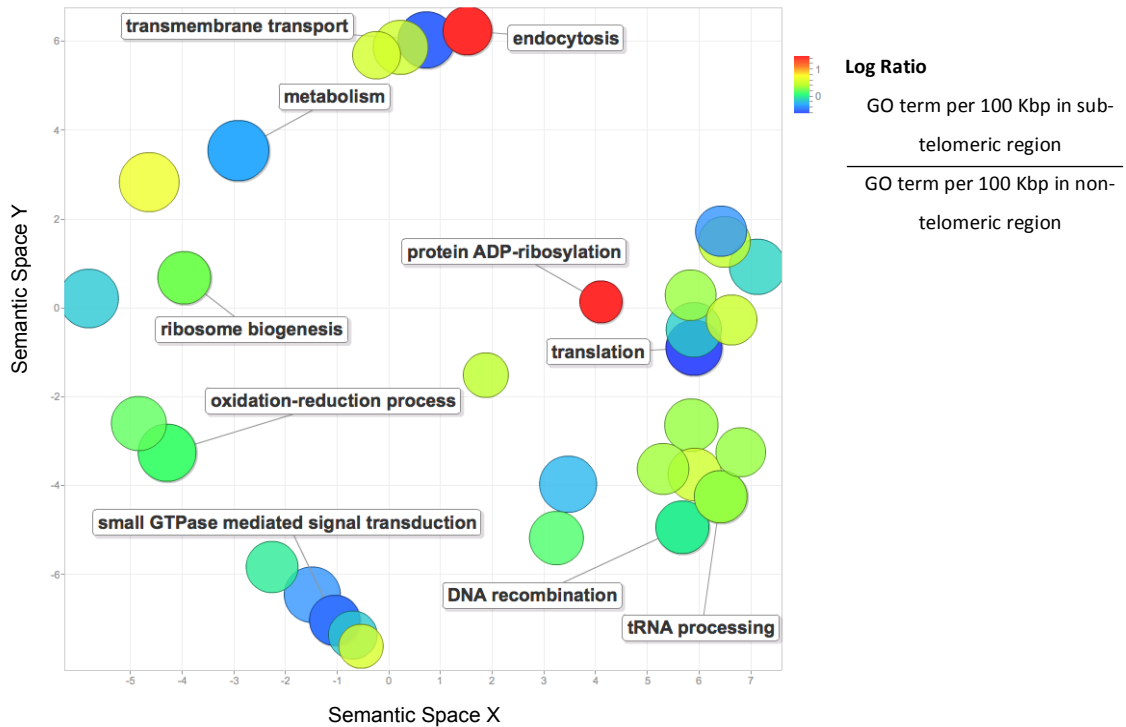 transmembrane transport
endocytosis
metabolism
protein ADP-ribosylation
ribosome biogenesis
translation
oxidation-reduction process
small GTPase mediated signal transduction
DNA recombination
tRNA processing
6
4
2
0
-2
-4
-6
-5
-4
-3
-2
-1
0
1
2
3
4
5
6
7
Semantic Space Y
Semantic Space X
1
0
Log Ratio
GO term per 100 Kbp in sub-
telomeric region
GO term per 100 Kbp in non-
telomeric region